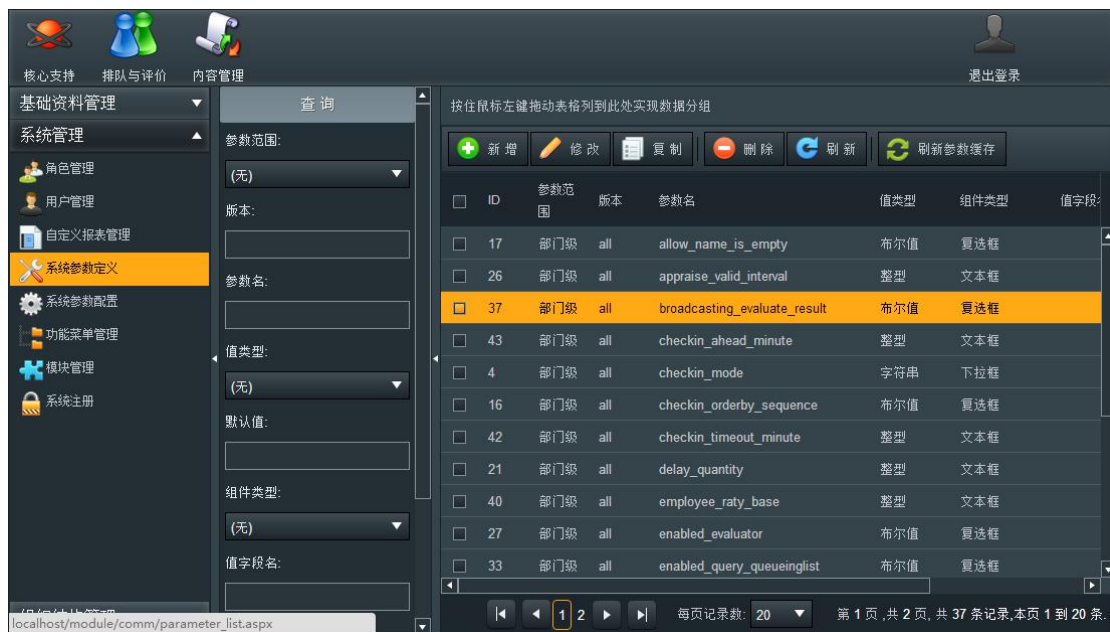 核心支持 排队与评价 内容管理 退出登录
基础资料管理
系统管理
角色管理
用户管理
自定义报表管理
系统参数定义
系统参数配置
功能菜单管理
模块管理
系统注册
localhost/module/comm/parameter_list.aspx
查 询
参数范围:
(无)
版本:
参数名:
值类型:
(无)
默认值:
组件类型:
(无)
值字段名:
按住鼠标左键拖动表格列到此处实现数据分组
新 增 修 改 复 制 删 除 刷 新 刷新参数缓存
ID 参数范围 版本 参数名 值类型 组件类型 值字段
17 部门级 all allow_name_is_empty 布尔值 复选框
26 部门级 all appraise_valid_interval 整型 文本框
37 部门级 all broadcasting_evaluate_result 布尔值 复选框
43 部门级 all checkin_ahead_minute 整型 文本框
4 部门级 all checkin_mode 字符串 下拉框
16 部门级 all checkin_orderby_sequence 布尔值 复选框
42 部门级 all checkin_timeout_minute 整型 文本框
21 部门级 all delay_quantity 整型 文本框
40 部门级 all employee_raty_base 整型 文本框
27 部门级 all enabled_evaluator 布尔值 复选框
33 部门级 all enabled_query_queueinglist 布尔值 复选框
1 2 每页记录数: 20 第 1 页 ,共 2 页, 共 37 条记录,本页 1 到 20 条.